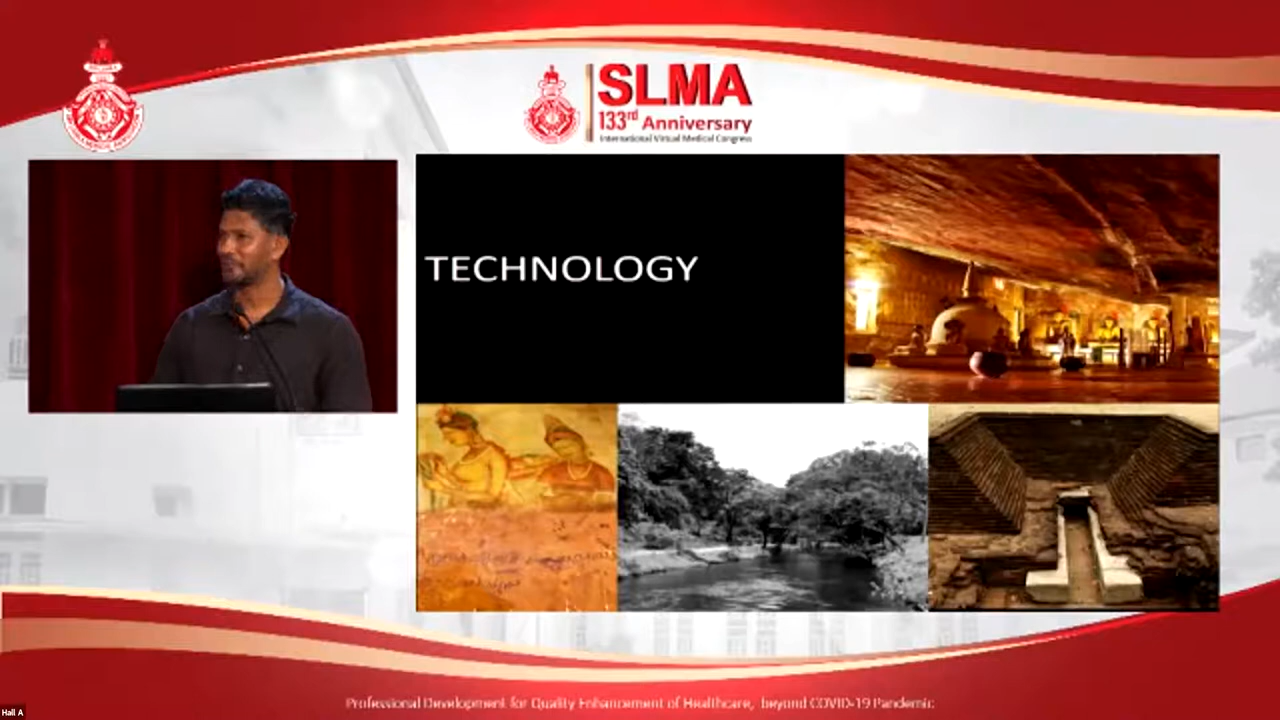 SLMA
133rd Anniversary
International Virtual Medical Congress
TECHNOLOGY
Professional Development for Quality Enhancement of Healthcare, beyond COVID-19 Pandemic
Hall A